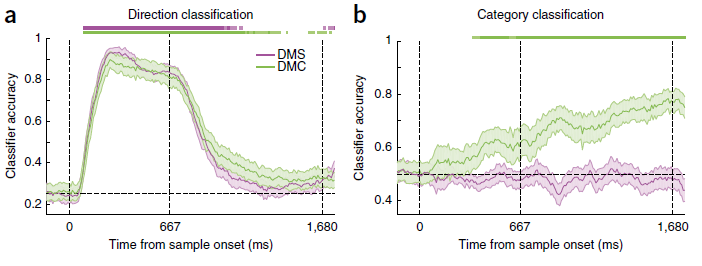 a
Direction classification
1
0.8
0.6
0.4
0.2
Classifier accuracy
DMS
DMC
0
667
1,680
Time from sample onset (ms)
b
Category classification
1
0.8
0.6
0.4
Classifier accuracy
0
667
1,680
Time from sample onset (ms)